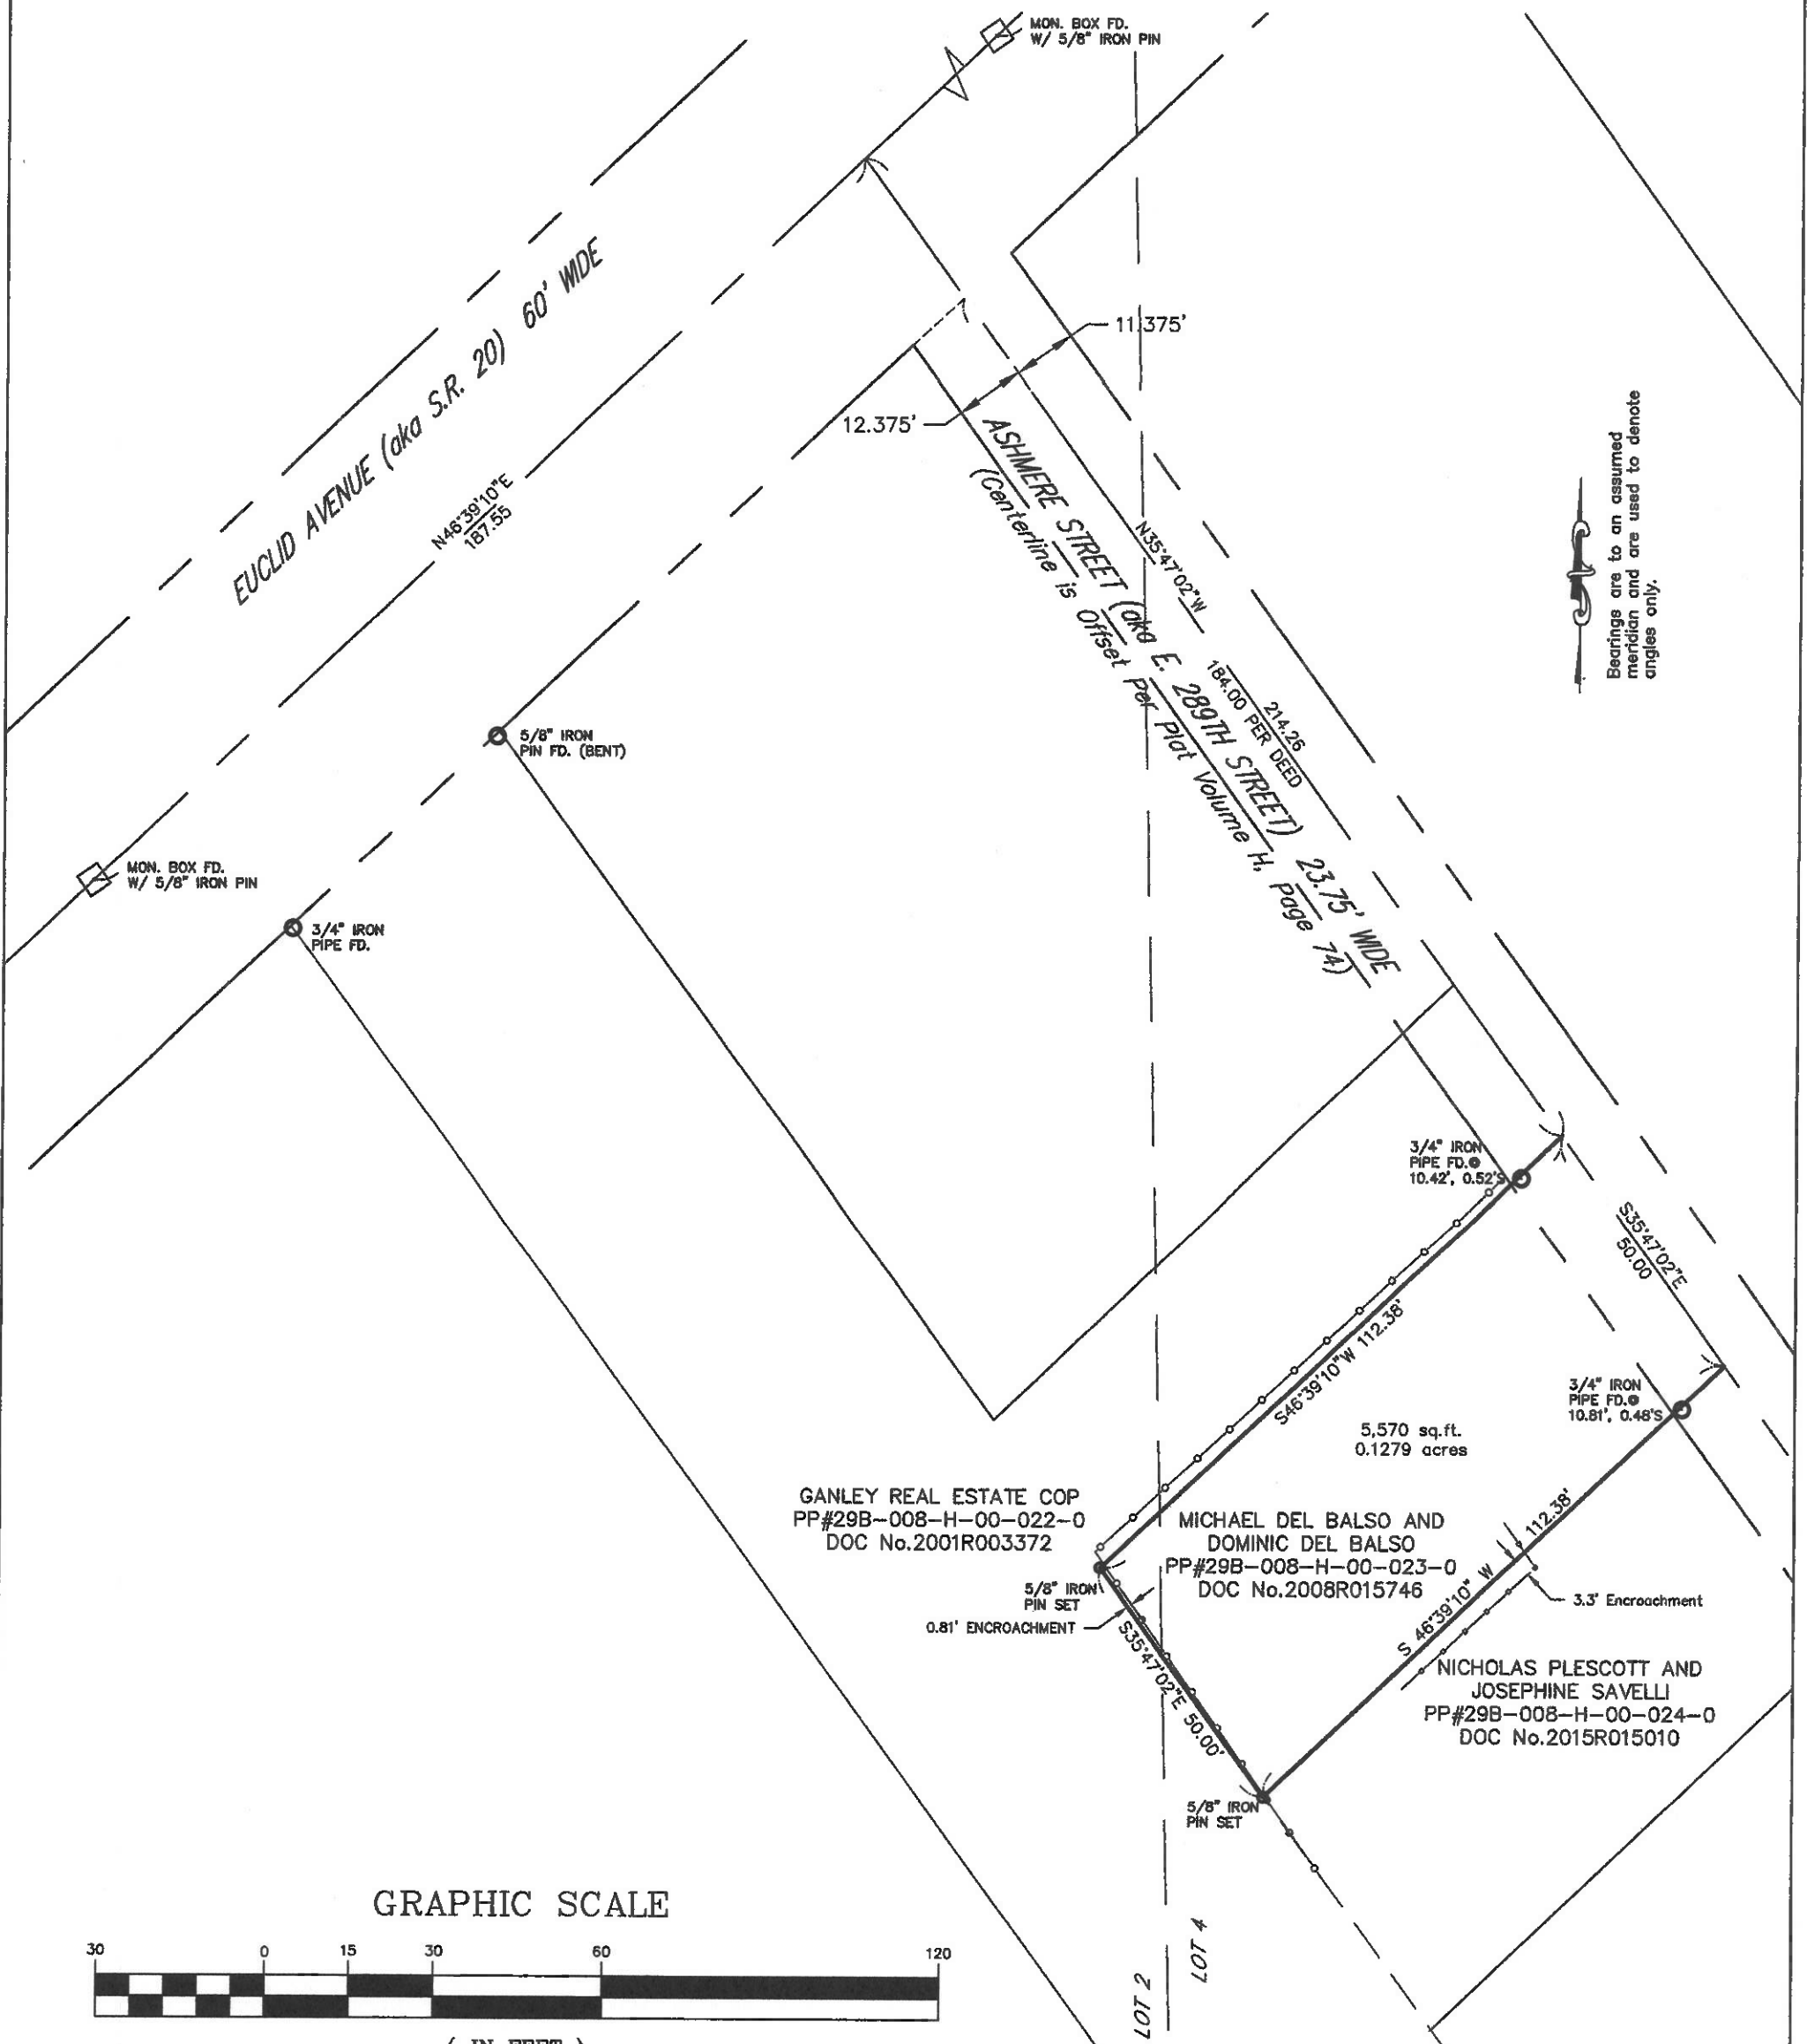 MON. BOX FD.
W/ 5/8" IRON PIN
EUCLID AVENUE (aka S.R. 20) 60' WIDE
N46°39'10"E
187.55
11.375'
12.375'
ASHMERE STREET (aka E. 289TH STREET) 23.75' WIDE
(Centerline is Offset Per Plat Volume H, Page 74)
N35°47'02"W
214.26
184.00 PER DEED
Bearings are to an assumed
meridian and are used to denote
angles only.
5/8" IRON
PIN FD. (BENT)
MON. BOX FD.
W/ 5/8" IRON PIN
3/4" IRON
PIPE FD.
3/4" IRON
PIPE FD.@
10.42', 0.52'S
S35°47'02"E
50.00
S46°39'10"W 112.38'
3/4" IRON
PIPE FD.@
10.81', 0.48'S
5,570 sq.ft.
0.1279 acres
GANLEY REAL ESTATE COP
PP#29B-008-H-00-022-0
DOC No.2001R003372
MICHAEL DEL BALSO AND
DOMINIC DEL BALSO
PP#29B-008-H-00-023-0
DOC No.2008R015746
S 46°39'10" W 112.38'
5/8" IRON
PIN SET
0.81' ENCROACHMENT
3.3' Encroachment
S35°47'02"E 50.00'
NICHOLAS PLESCOTT AND
JOSEPHINE SAVELLI
PP#29B-008-H-00-024-0
DOC No.2015R015010
5/8" IRON
PIN SET
LOT 2
LOT 4
GRAPHIC SCALE
30 0 15 30 60 120
( IN FEET )